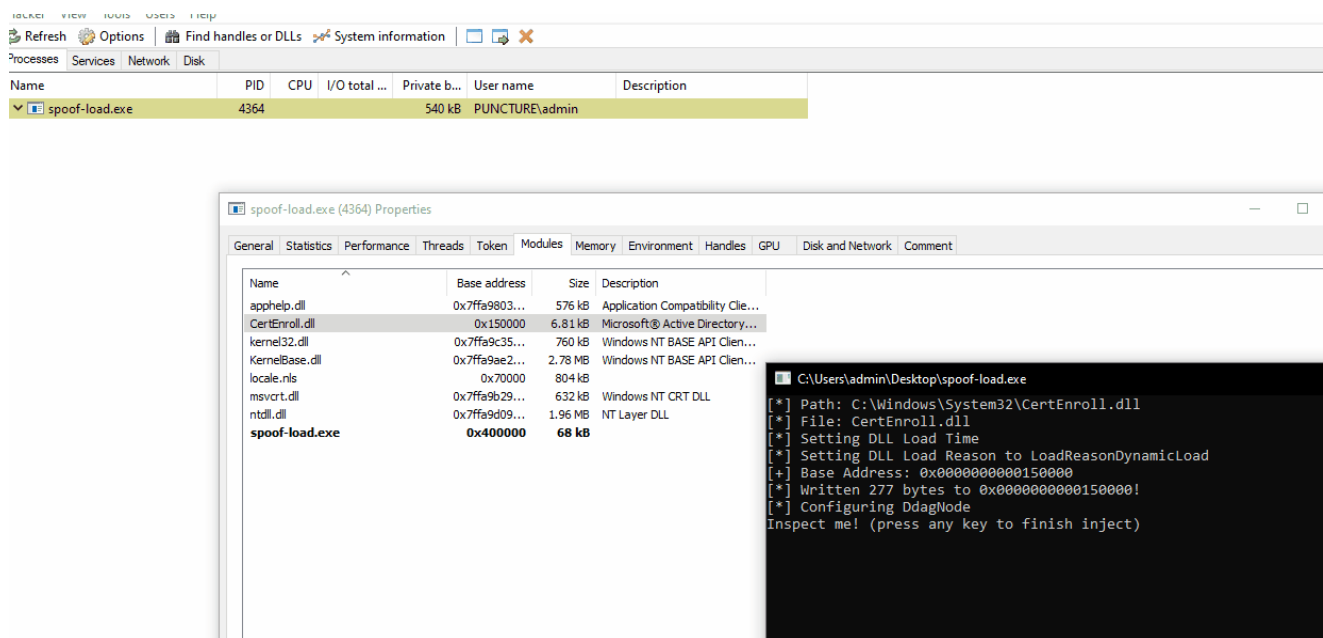 Hacker View Tools Users Help
Refresh Options Find handles or DLLs System information
Processes Services Network Disk
Name PID CPU I/O total ... Private b... User name Description
spoof-load.exe 4364 540 kB PUNCTURE\admin
spoof-load.exe (4364) Properties
General Statistics Performance Threads Token Modules Memory Environment Handles GPU Disk and Network Comment
Name Base address Size Description
apphelp.dll 0x7ffa9803... 576 kB Application Compatibility Clie...
CertEnroll.dll 0x150000 6.81 kB Microsoft® Active Directory...
kernel32.dll 0x7ffa9c35... 760 kB Windows NT BASE API Clien...
KernelBase.dll 0x7ffa9ae2... 2.78 MB Windows NT BASE API Clien...
locale.nls 0x70000 804 kB
msvcrt.dll 0x7ffa9b29... 632 kB Windows NT CRT DLL
ntdll.dll 0x7ffa9d09... 1.96 MB NT Layer DLL
spoof-load.exe 0x400000 68 kB
C:\Users\admin\Desktop\spoof-load.exe
[*] Path: C:\Windows\System32\CertEnroll.dll
[*] File: CertEnroll.dll
[*] Setting DLL Load Time
[*] Setting DLL Load Reason to LoadReasonDynamicLoad
[+] Base Address: 0x0000000000150000
[*] Written 277 bytes to 0x0000000000150000!
[*] Configuring DdagNode
Inspect me! (press any key to finish inject)